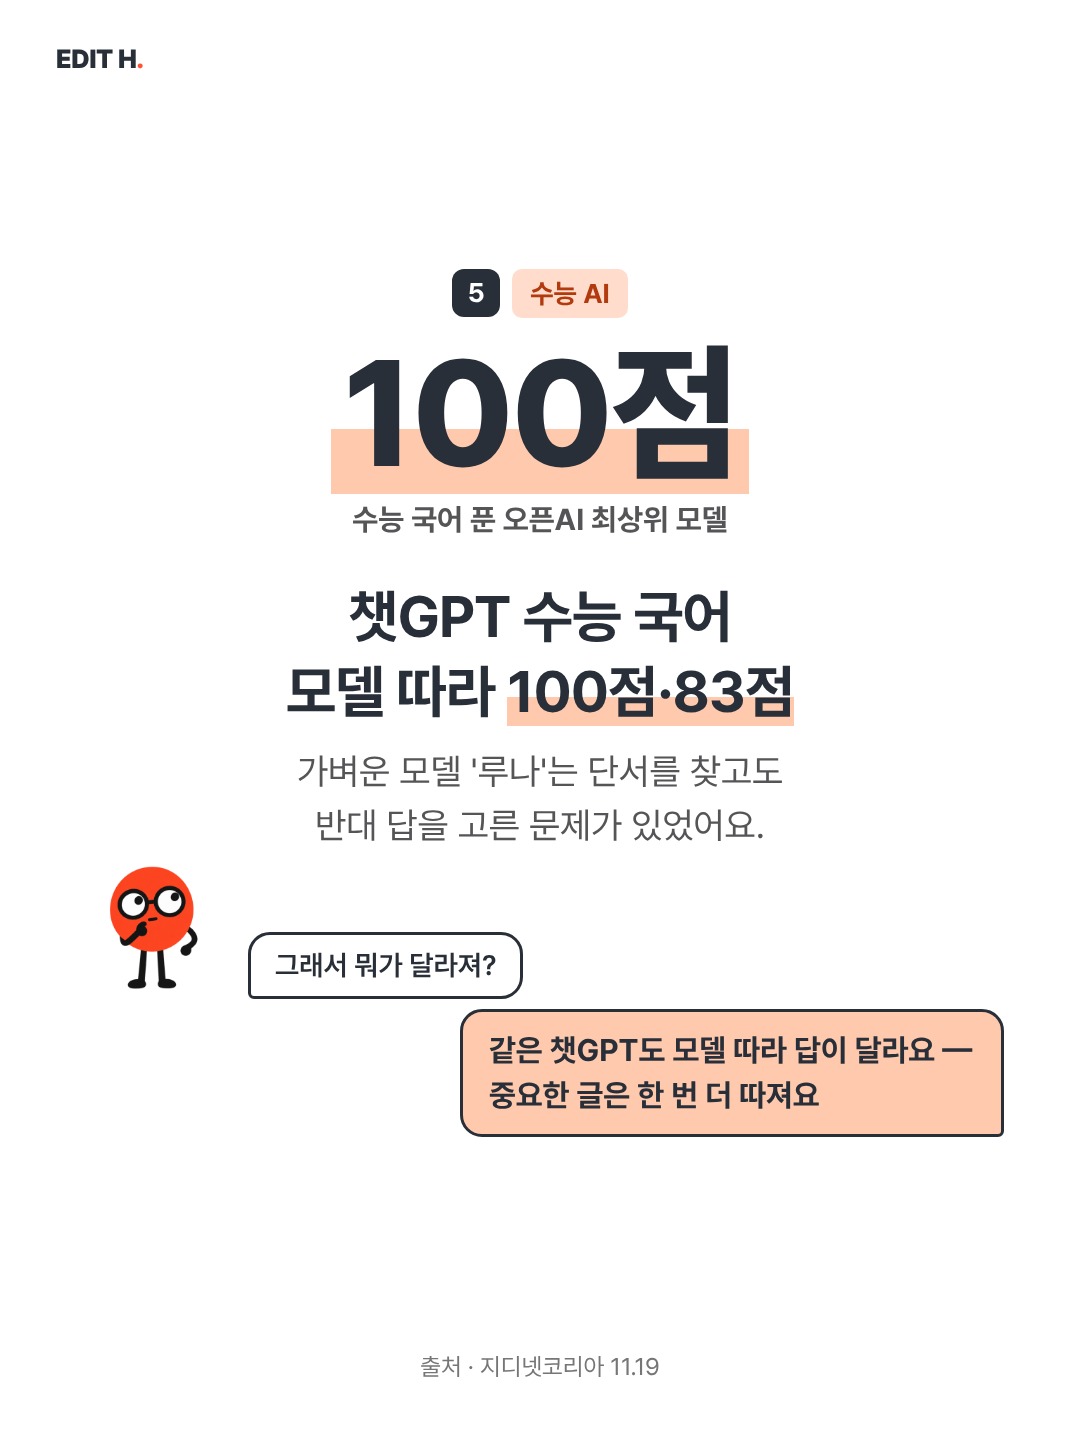 EDIT H.
5 수능 AI
100점
수능 국어 푼 오픈AI 최상위 모델
챗GPT 수능 국어
모델 따라 100점·83점
가벼운 모델 '루나'는 단서를 찾고도
반대 답을 고른 문제가 있었어요.
그래서 뭐가 달라져?
같은 챗GPT도 모델 따라 답이 달라요 —
중요한 글은 한 번 더 따져요
출처 · 지디넷코리아 11.19